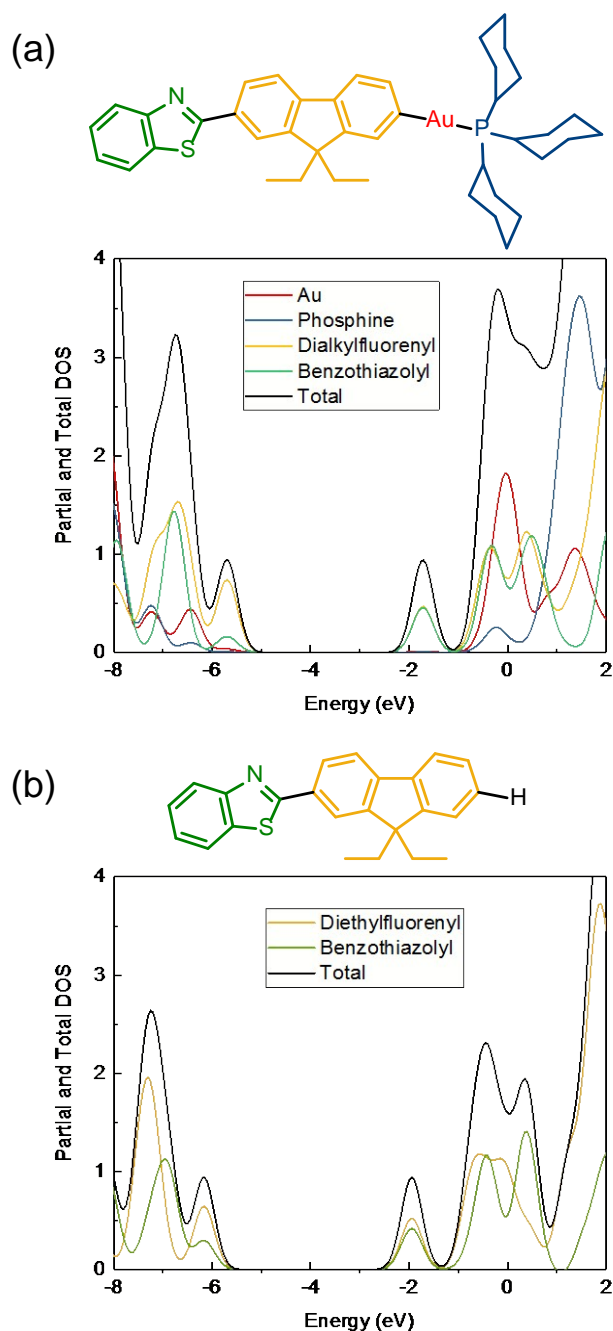 (a)
N
S
Au
P
4
3
2
1
0
Partial and Total DOS
Au
Phosphine
Dialkylfluorenyl
Benzothiazolyl
Total
-8 -6 -4 -2 0 2
Energy (eV)
(b)
N
S
H
4
3
2
1
0
Partial and Total DOS
Diethylfluorenyl
Benzothiazolyl
Total
-8 -6 -4 -2 0 2
Energy (eV)